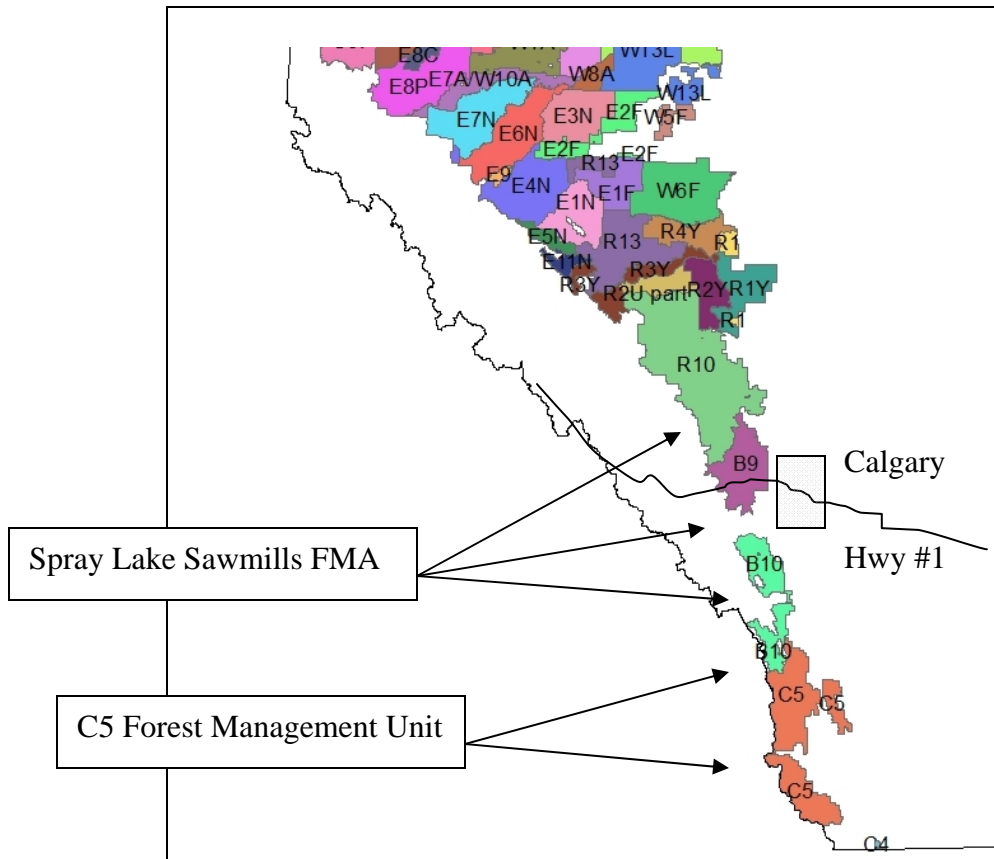 E8C
W13L
E8P
E7A/W10A
W8A
W13L
E7N
E6N
E3N
E2F
W5F
E2F
R13
E2F
E9
E4N
E1N
E1F
W6F
E5N
R13
R4Y
R1
E11N
R3Y
R3Y
R2U part
R2Y
R1Y
R1
R10
B9
Calgary
Spray Lake Sawmills FMA
Hwy #1
B10
B10
C5 Forest Management Unit
C5
C5
C5
C4